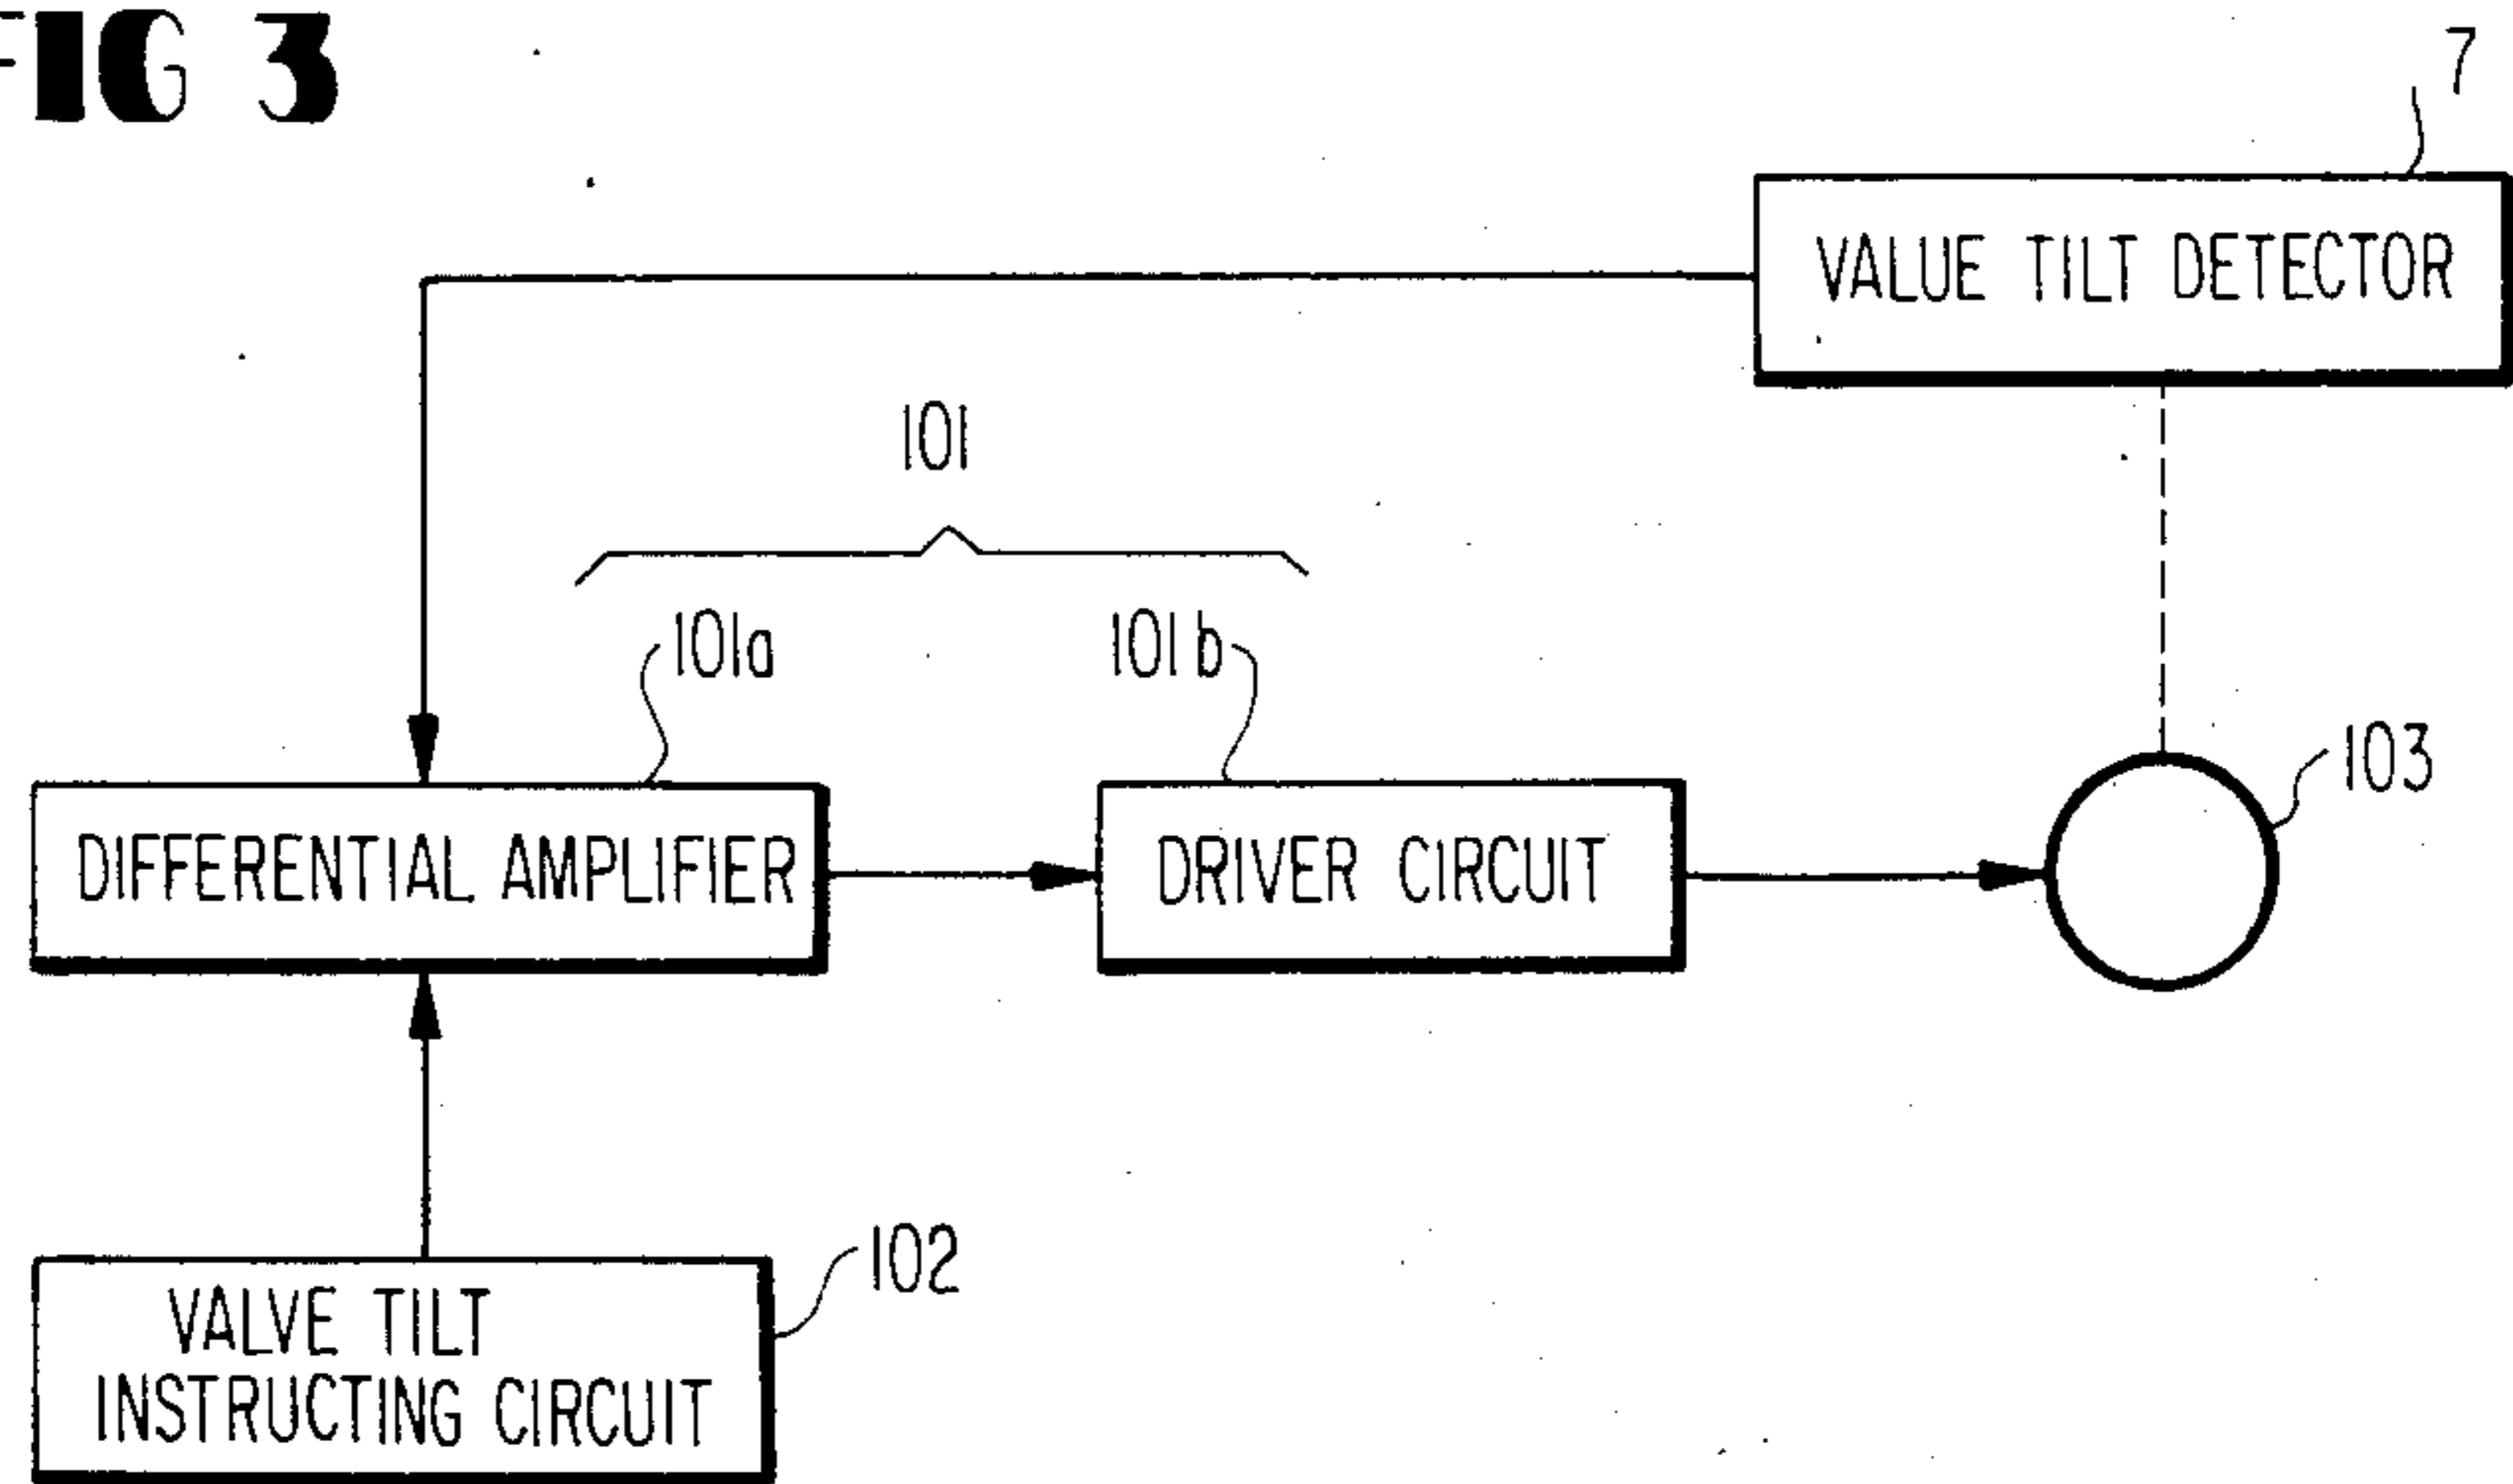 FIG 3
7
VALUE TILT DETECTOR
101
101a
101b
103
DIFFERENTIAL AMPLIFIER
DRIVER CIRCUIT
102
VALVE TILT
INSTRUCTING CIRCUIT